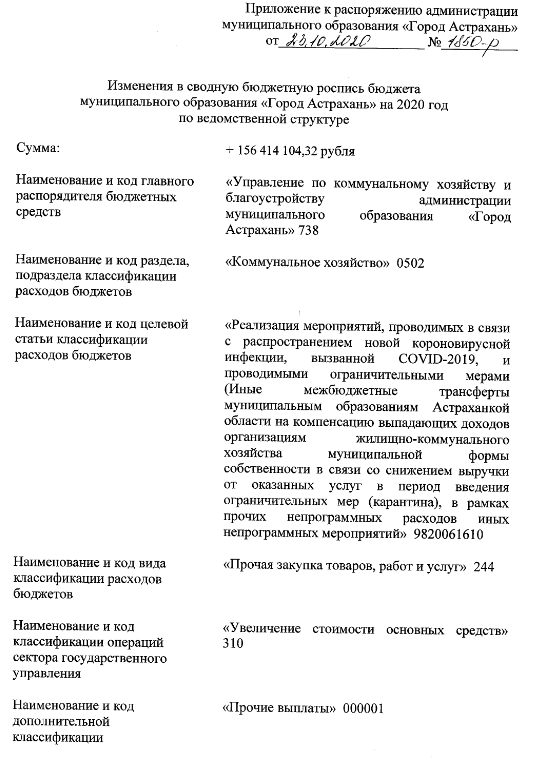 Приложение к распоряжению администрации
муниципального образования «Город Астрахань»
от 23.10.2020 № 1850-р
Изменения в сводную бюджетную роспись бюджета
муниципального образования «Город Астрахань» на 2020 год
по ведомственной структуре
Сумма:
+ 156 414 104,32 рубля
Наименование и код главного
распорядителя бюджетных
средств
«Управление по коммунальному хозяйству и
благоустройству администрации
муниципального образования «Город
Астрахань» 738
Наименование и код раздела,
подраздела классификации
расходов бюджетов
«Коммунальное хозяйство» 0502
Наименование и код целевой
статьи классификации
расходов бюджетов
«Реализация мероприятий, проводимых в связи
с распространением новой короновирусной
инфекции, вызванной COVID-2019, и
проводимыми ограничительными мерами
(Иные межбюджетные трансферты
муниципальным образованиям Астраханкой
области на компенсацию выпадающих доходов
организациям жилищно-коммунального
хозяйства муниципальной формы
собственности в связи со снижением выручки
от оказанных услуг в период введения
ограничительных мер (карантина), в рамках
прочих непрограммных расходов иных
непрограммных мероприятий» 9820061610
Наименование и код вида
классификации расходов
бюджетов
«Прочая закупка товаров, работ и услуг» 244
Наименование и код
классификации операций
сектора государственного
управления
«Увеличение стоимости основных средств»
310
Наименование и код
дополнительной
классификации
«Прочие выплаты» 000001